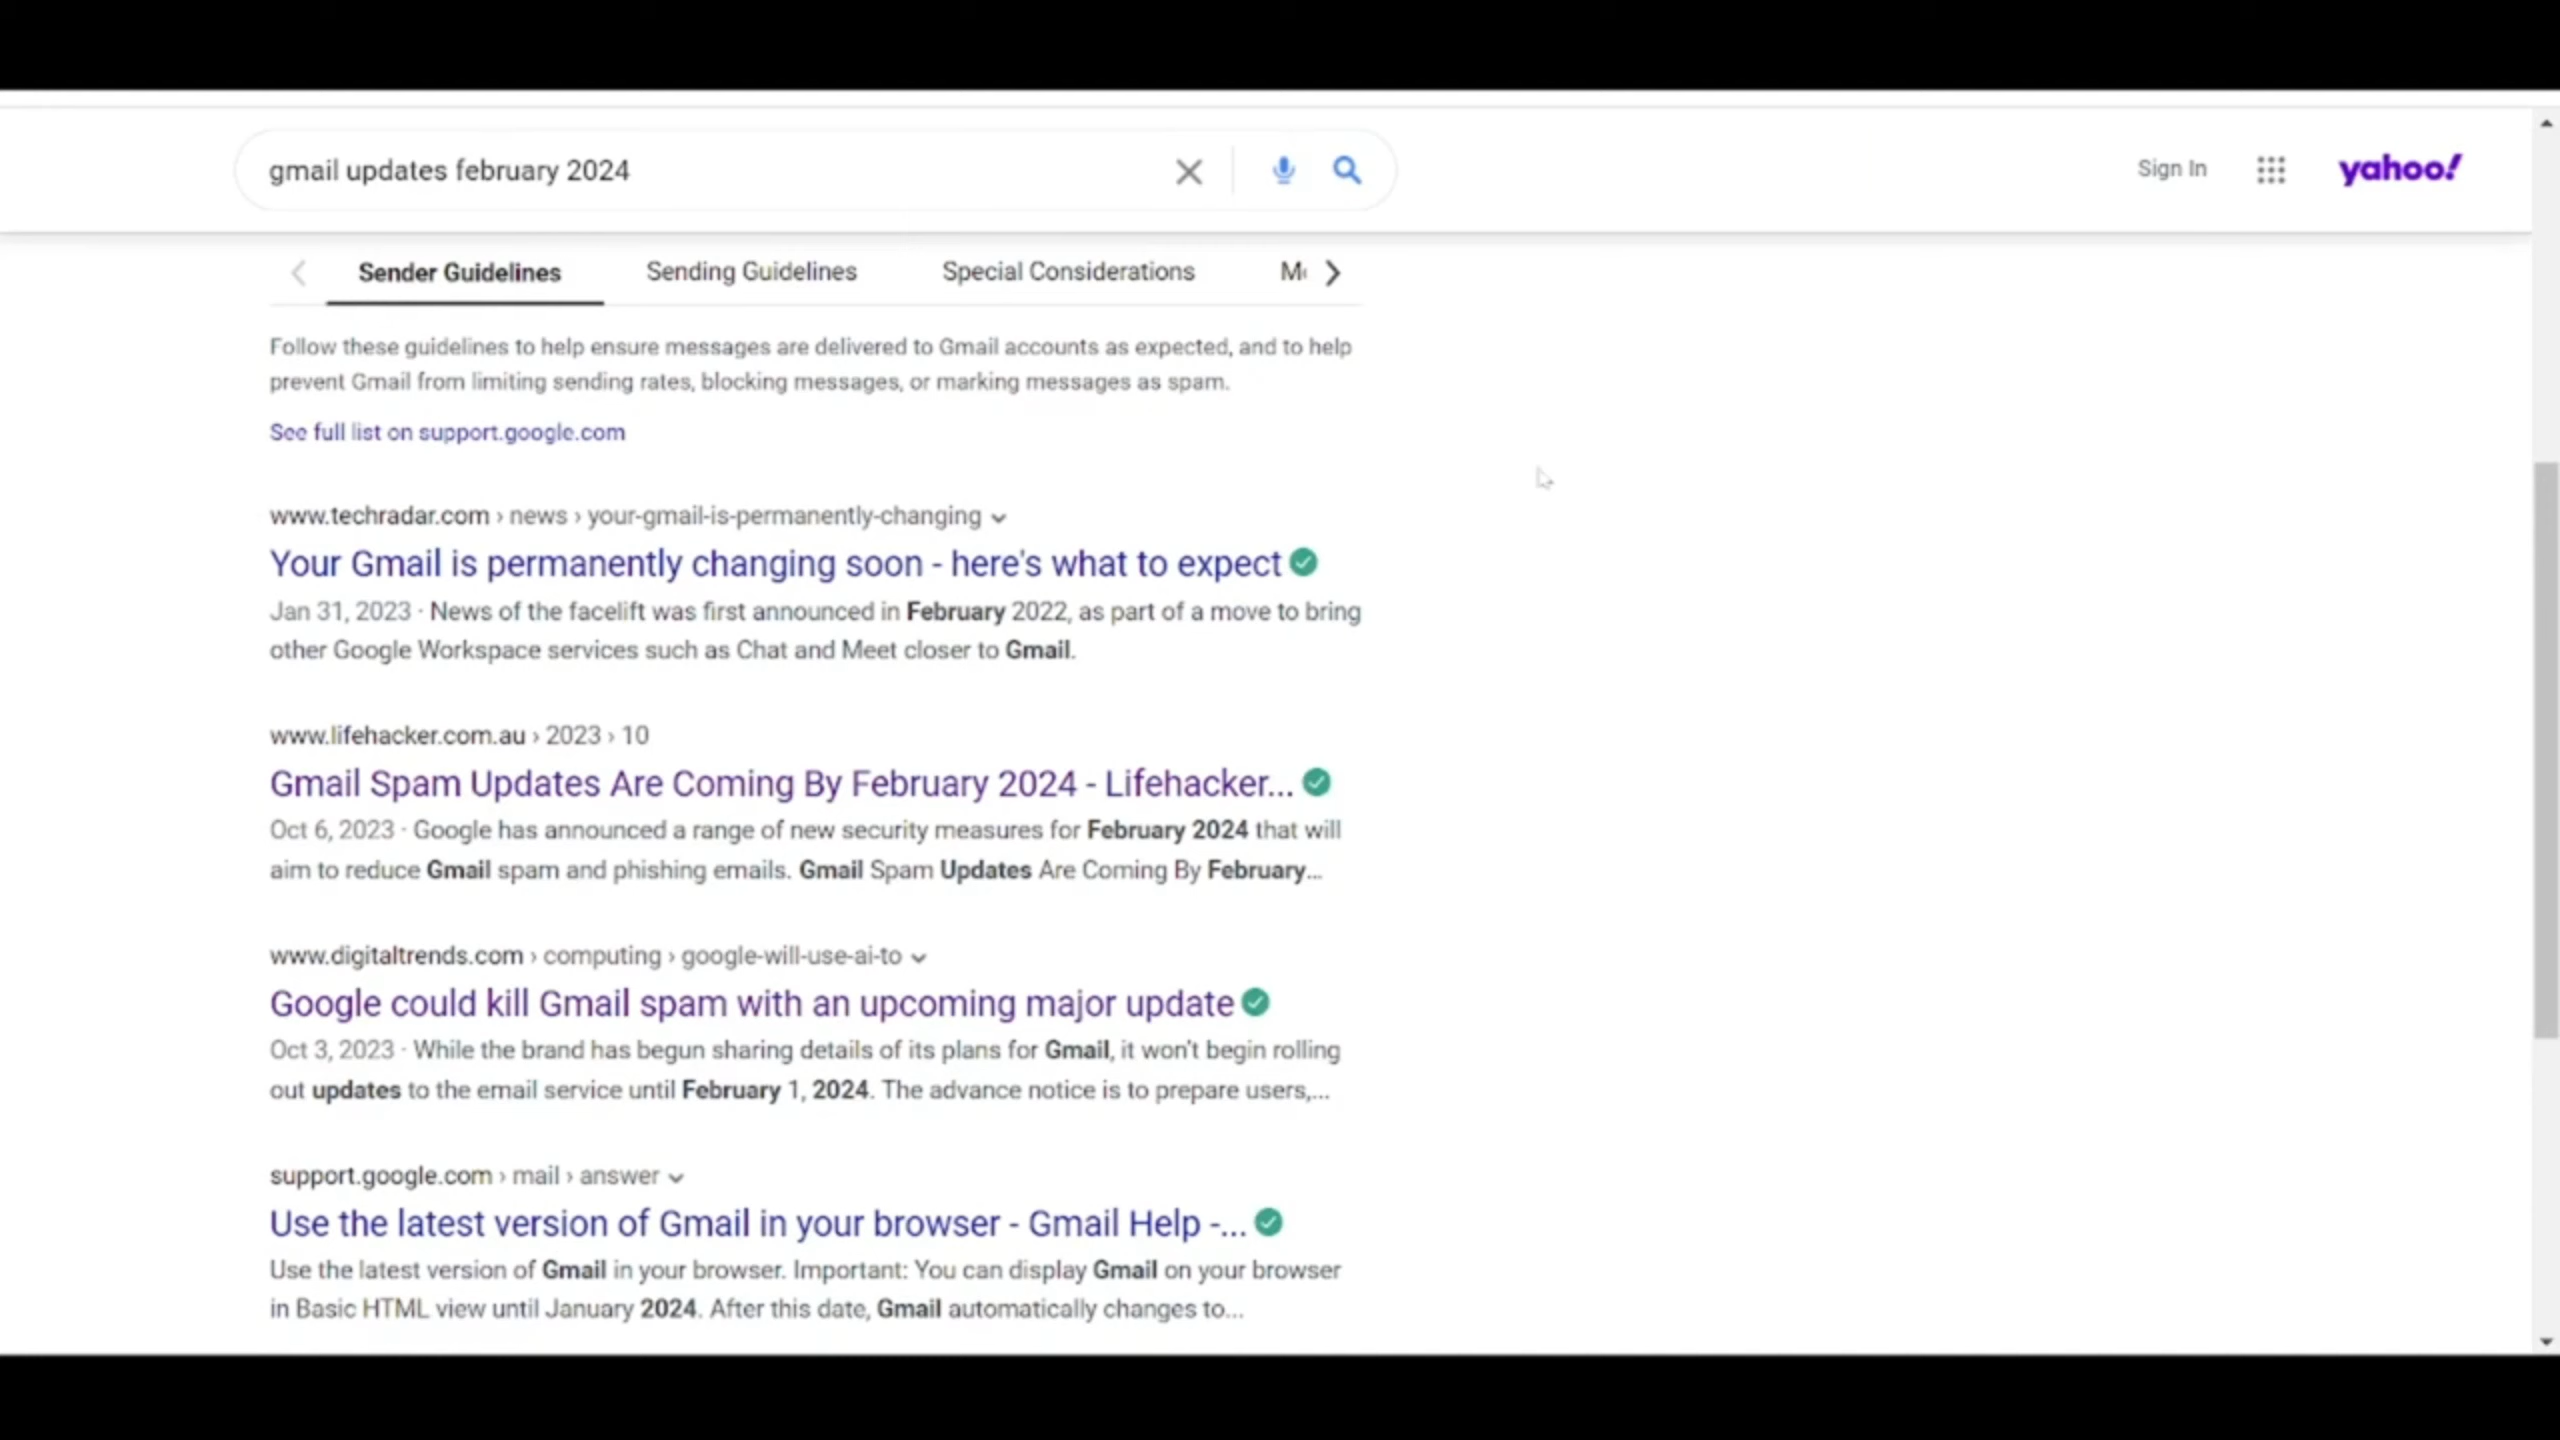 gmail updates february 2024
Sign In
yahoo!
Sender Guidelines
Sending Guidelines
Special Considerations
Follow these guidelines to help ensure messages are delivered to Gmail accounts as expected, and to help
prevent Gmail from limiting sending rates, blocking messages, or marking messages as spam.
See full list on support.google.com
www.techradar.com › news › your-gmail-is-permanently-changing
Your Gmail is permanently changing soon - here's what to expect
Jan 31, 2023 · News of the facelift was first announced in February 2022, as part of a move to bring
other Google Workspace services such as Chat and Meet closer to Gmail.
www.lifehacker.com.au › 2023 › 10
Gmail Spam Updates Are Coming By February 2024 - Lifehacker...
Oct 6, 2023 · Google has announced a range of new security measures for February 2024 that will
aim to reduce Gmail spam and phishing emails. Gmail Spam Updates Are Coming By February...
www.digitaltrends.com › computing › google-will-use-ai-to
Google could kill Gmail spam with an upcoming major update
Oct 3, 2023 · While the brand has begun sharing details of its plans for Gmail, it won't begin rolling
out updates to the email service until February 1, 2024. The advance notice is to prepare users,...
support.google.com › mail › answer
Use the latest version of Gmail in your browser - Gmail Help -...
Use the latest version of Gmail in your browser. Important: You can display Gmail on your browser
in Basic HTML view until January 2024. After this date, Gmail automatically changes to...